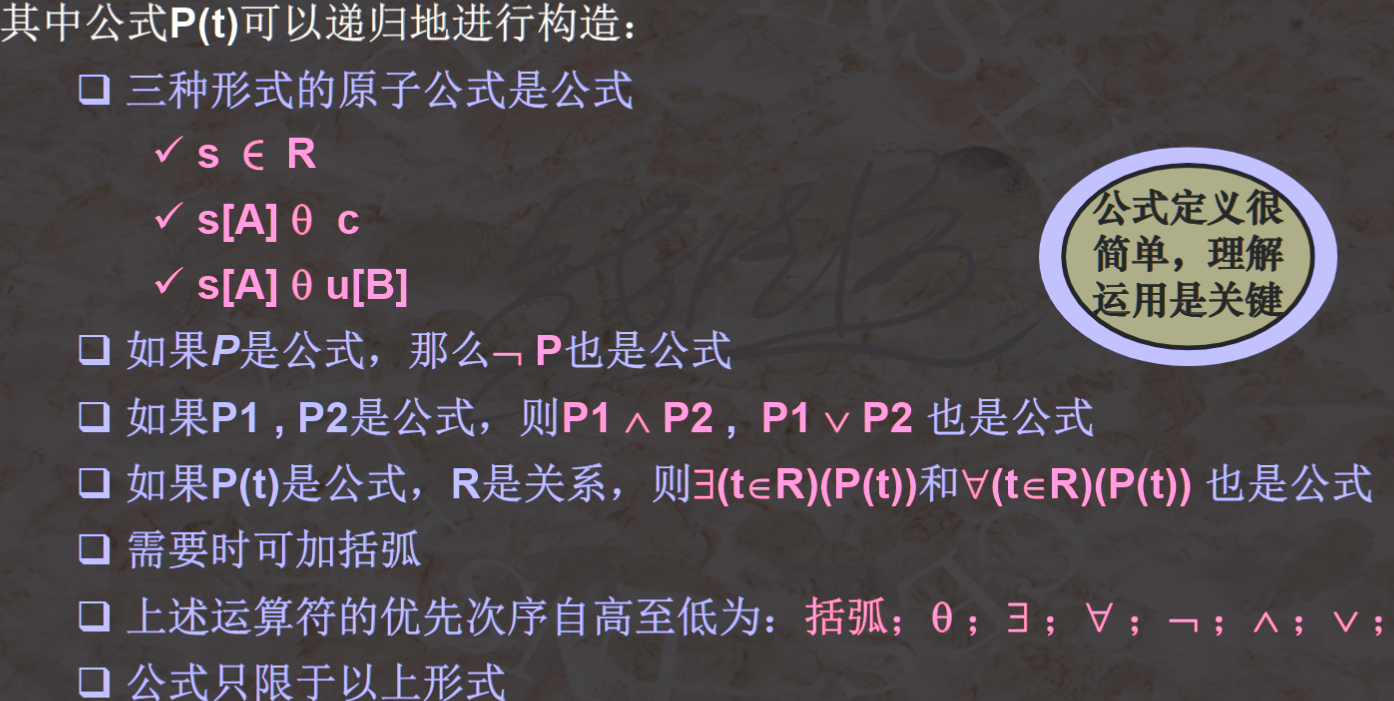 其中公式P(t)可以递归地进行构造：
❑ 三种形式的原子公式是公式
✓ s ∈ R
✓ s[A] θ c
✓ s[A] θ u[B]
公式定义很
简单，理解
运用是关键
❑ 如果P是公式，那么¬ P也是公式
❑ 如果P1 , P2是公式，则P1 ∧ P2 , P1 ∨ P2 也是公式
❑ 如果P(t)是公式，R是关系，则∃(t∈R)(P(t))和∀(t∈R)(P(t)) 也是公式
❑ 需要时可加括弧
❑ 上述运算符的优先次序自高至低为：括弧；θ；∃；∀；¬；∧；∨；
❑ 公式只限于以上形式